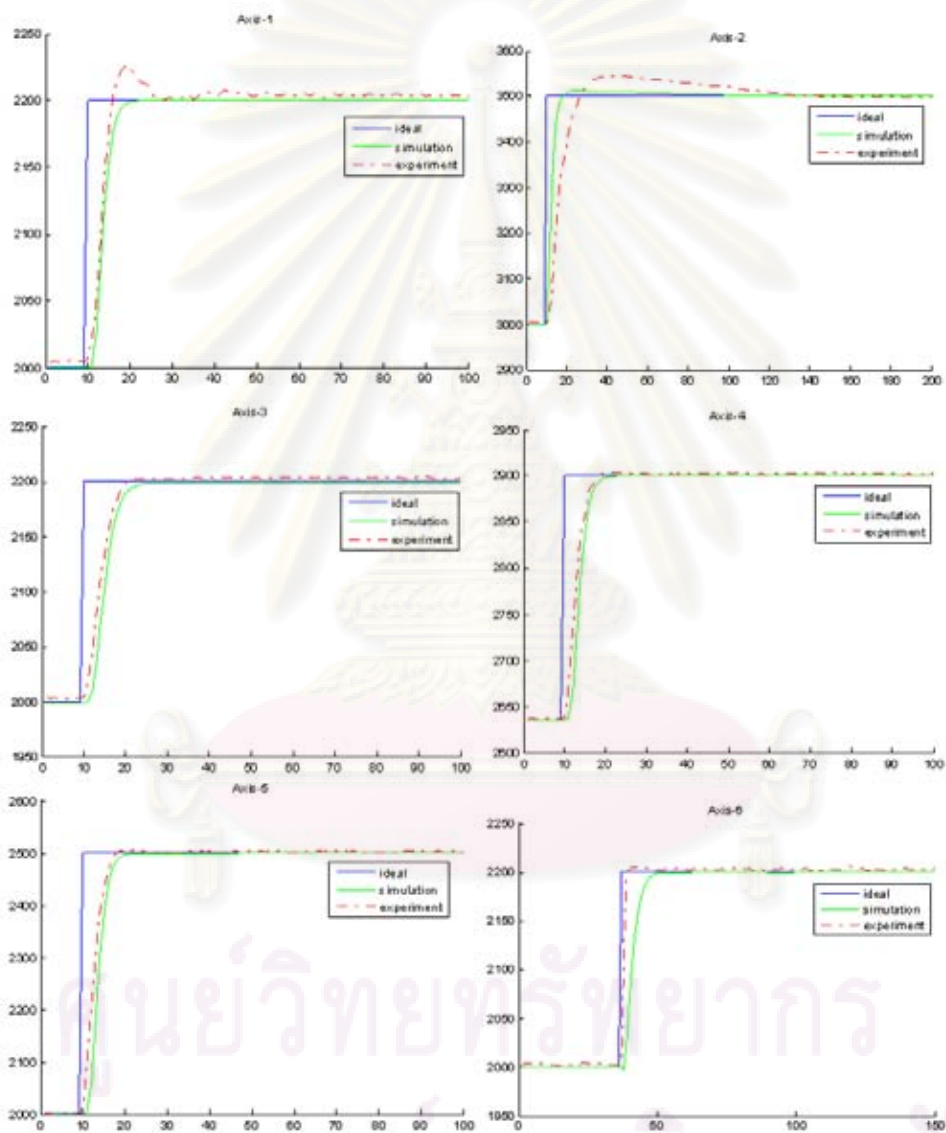 Axis-1
2250
2200
2150
2100
2050
2000
0 10 20 30 40 50 60 70 80 90 100
ideal
simulation
experiment
Axis-2
3600
3500
3400
3300
3200
3100
3000
2900
0 20 40 60 80 100 120 140 160 180 200
ideal
simulation
experiment
Axis-3
2250
2200
2150
2100
2050
2000
1950
0 10 20 30 40 50 60 70 80 90 100
ideal
simulation
experiment
Axis-4
2950
2900
2850
2800
2750
2700
2650
2600
0 10 20 30 40 50 60 70 80 90 100
ideal
simulation
experiment
Axis-5
2600
2500
2400
2300
2200
2100
2000
0 10 20 30 40 50 60 70 80 90 100
ideal
simulation
experiment
Axis-6
2250
2200
2150
2100
2050
2000
1950
0 50 100 150
ideal
simulation
experiment
ศูนย์วิทยทรัพยากร